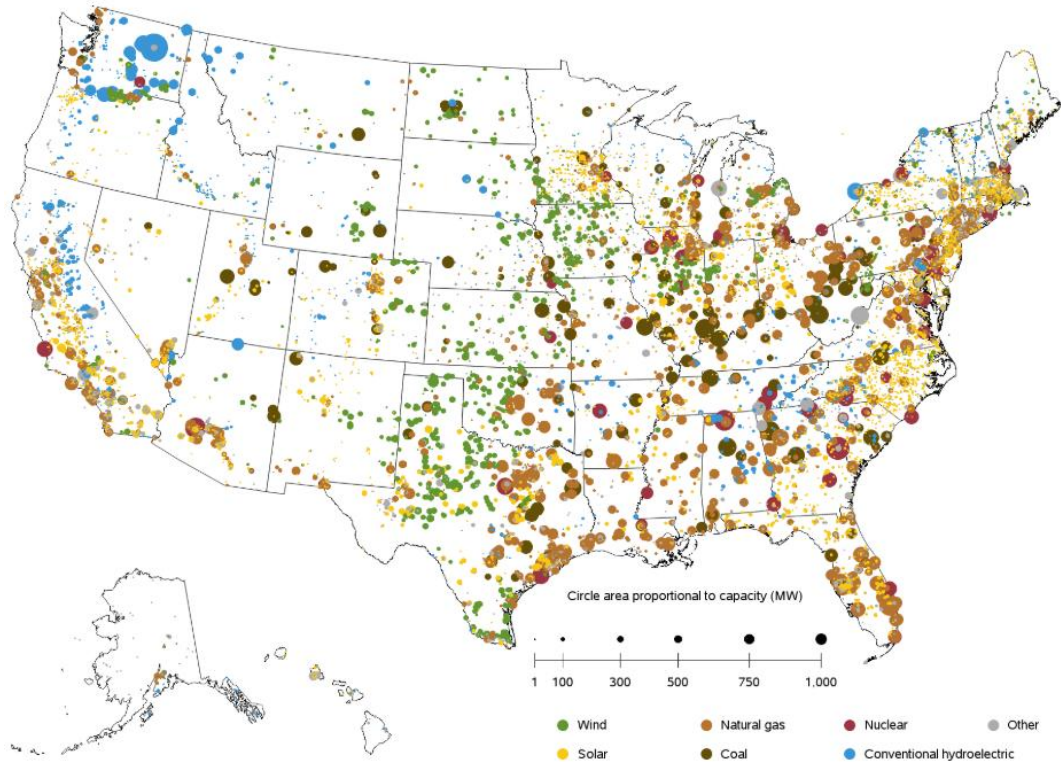 Circle area proportional to capacity (MW)
1 100 300 500 750 1,000
Wind Natural gas Nuclear Other
Solar Coal Conventional hydroelectric